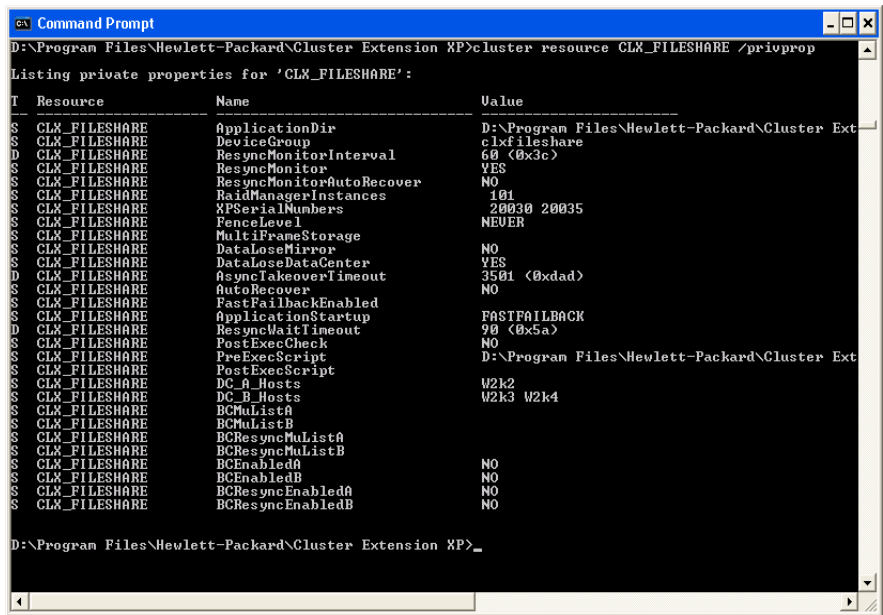 Command Prompt
D:\Program Files\Hewlett-Packard\Cluster Extension XP>cluster resource CLX_FILESHARE /privprop
Listing private properties for 'CLX_FILESHARE':
T Resource Name Value
S CLX_FILESHARE ApplicationDir D:\Program Files\Hewlett-Packard\Cluster Ext
S CLX_FILESHARE DeviceGroup clxfileshare
D CLX_FILESHARE ResyncMonitorInterval 60 (0x3c)
S CLX_FILESHARE ResyncMonitor YES
S CLX_FILESHARE ResyncMonitorAutoRecover NO
S CLX_FILESHARE RaidManagerInstances 101
S CLX_FILESHARE XPSerialNumbers 20030 20035
S CLX_FILESHARE FenceLevel NEVER
S CLX_FILESHARE MultiFrameStorage
S CLX_FILESHARE DataLoseMirror NO
S CLX_FILESHARE DataLoseDataCenter YES
D CLX_FILESHARE AsyncTakeoverTimeout 3501 (0xdad)
S CLX_FILESHARE AutoRecover NO
S CLX_FILESHARE FastFailbackEnabled
S CLX_FILESHARE ApplicationStartup FASTFAILBACK
D CLX_FILESHARE ResyncWaitTimeout 90 (0x5a)
S CLX_FILESHARE PostExecCheck NO
S CLX_FILESHARE PreExecScript D:\Program Files\Hewlett-Packard\Cluster Ext
S CLX_FILESHARE PostExecScript
S CLX_FILESHARE DC_A_Hosts W2k2
S CLX_FILESHARE DC_B_Hosts W2k3 W2k4
S CLX_FILESHARE BCMuListA
S CLX_FILESHARE BCMuListB
S CLX_FILESHARE BCResyncMuListA
S CLX_FILESHARE BCResyncMuListB
S CLX_FILESHARE BCEnabledA NO
S CLX_FILESHARE BCEnabledB NO
S CLX_FILESHARE BCResyncEnabledA NO
S CLX_FILESHARE BCResyncEnabledB NO
D:\Program Files\Hewlett-Packard\Cluster Extension XP>_